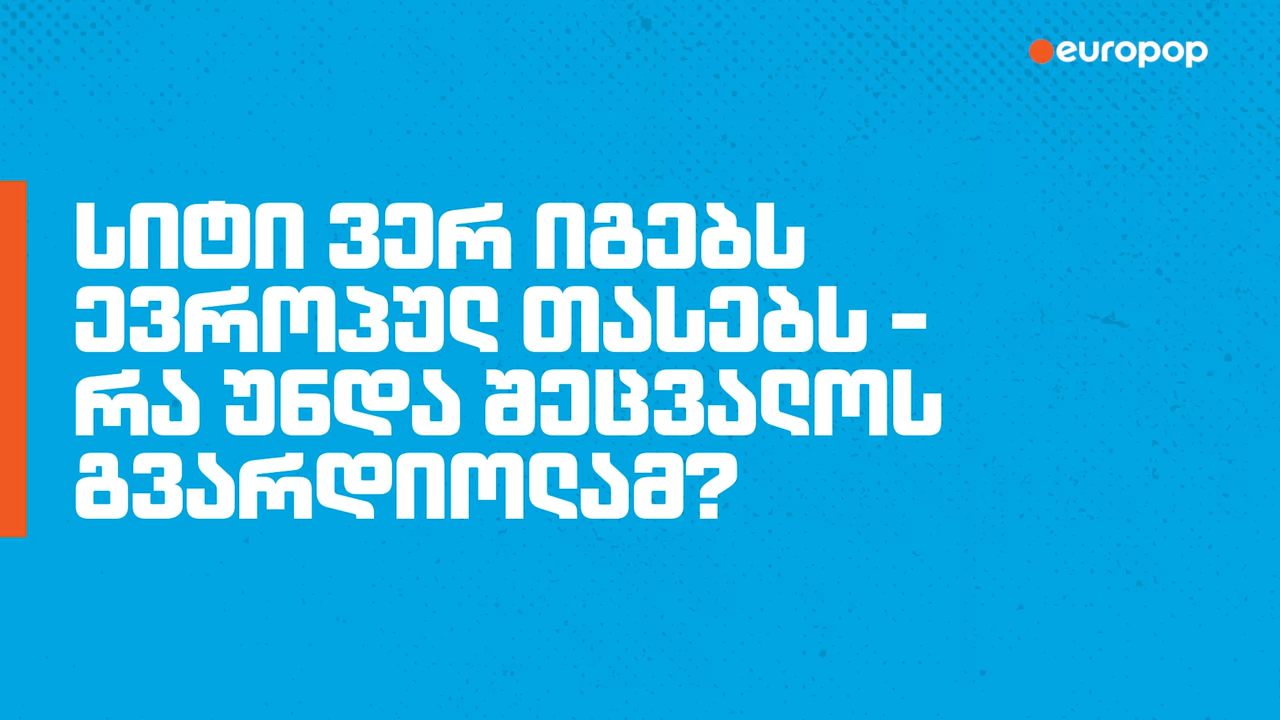 europop
სიტი ვერ იგებს
ევროპულ თასებს -
რა უნდა შეცვალოს
გვარდიოლამ?